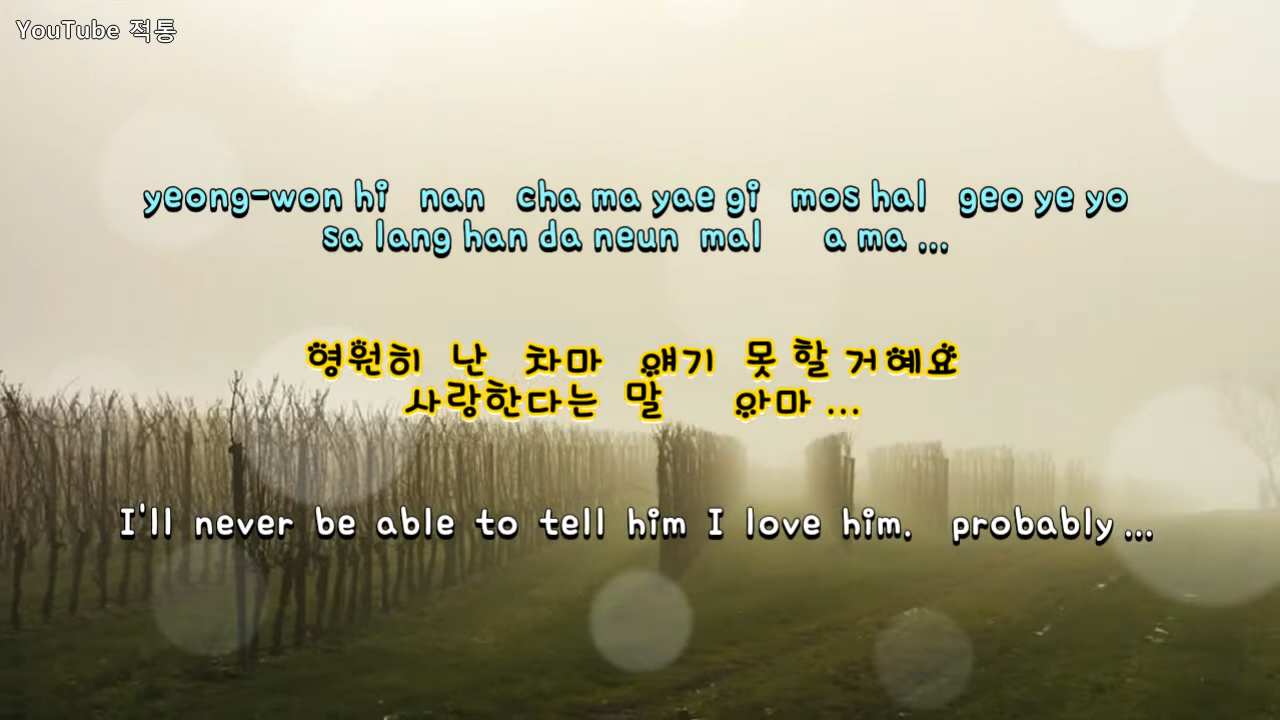 YouTube 적통
yeong-won hi nan cha ma yae gi mos hal geo ye yo
sa lang han da neun mal a ma ...
영원히 난 차마 얘기 못 할 거예요
사랑한다는 말 아마 ...
I'll never be able to tell him I love him. probably ...